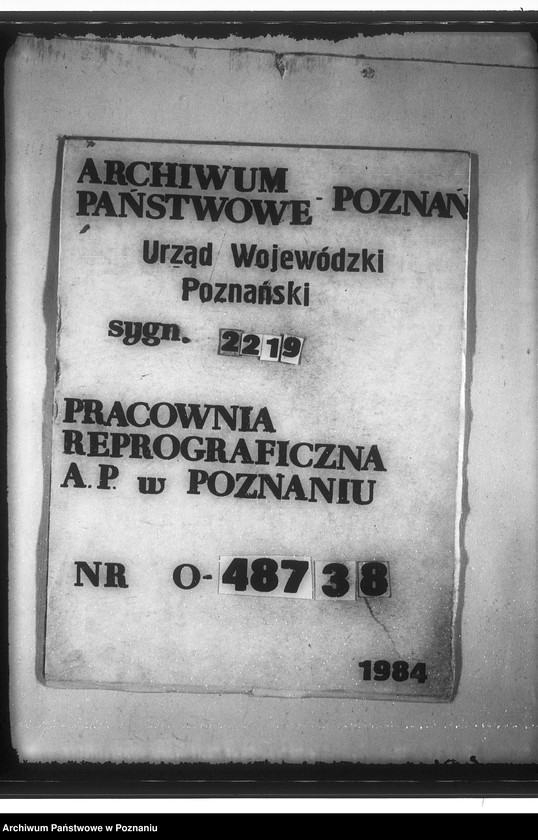 ARCHIWUM
PAŃSTWOWE - POZNAŃ
Urząd Wojewódzki
Poznański
sygn. 2219
PRACOWNIA
REPROGRAFICZNA
A.P. w POZNANIU
NR O-48738
1984
Archiwum Państwowe w Poznaniu